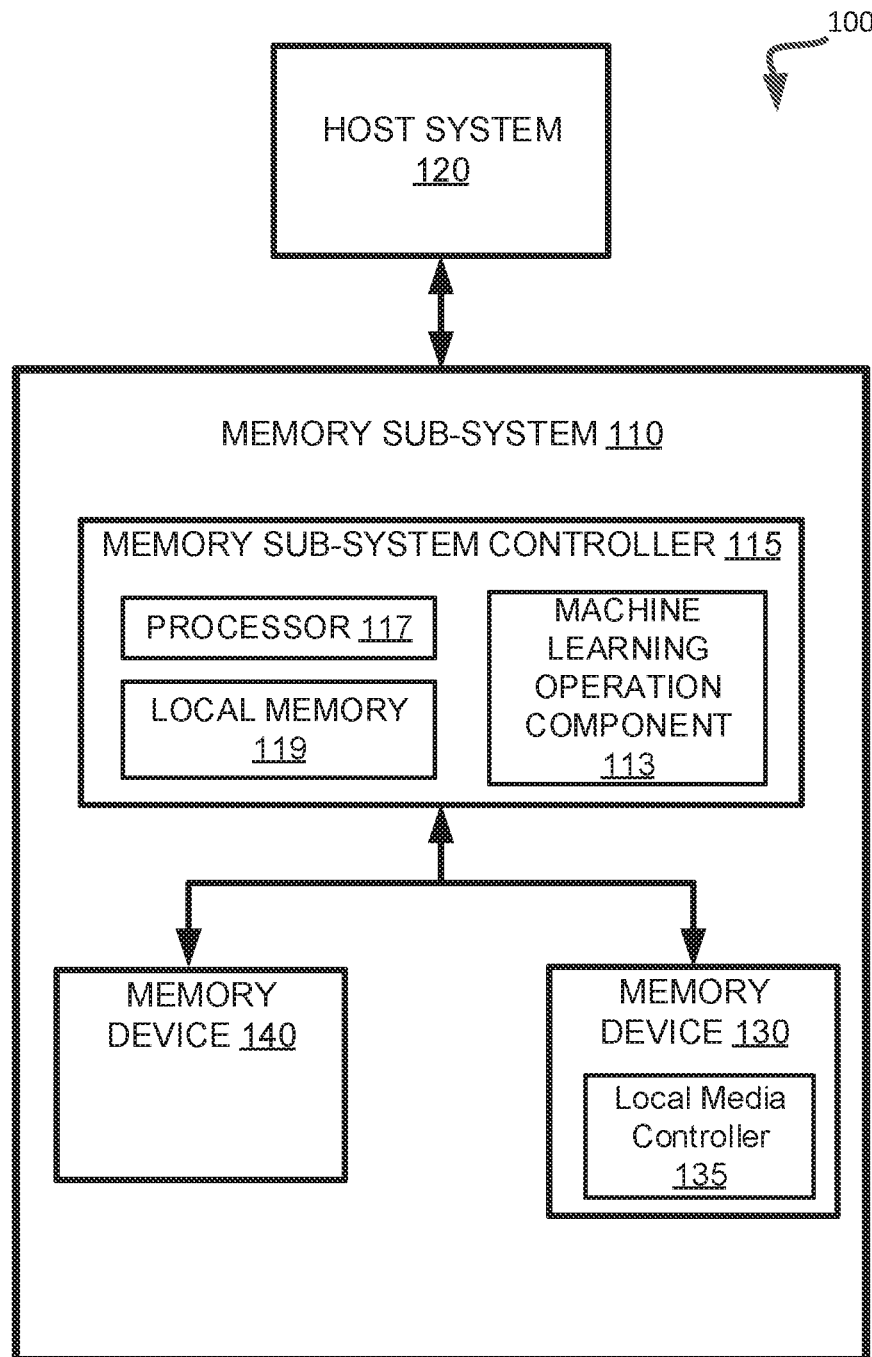 100
HOST SYSTEM
120
MEMORY SUB-SYSTEM 110
MEMORY SUB-SYSTEM CONTROLLER 115
PROCESSOR 117
LOCAL MEMORY
119
MACHINE
LEARNING
OPERATION
COMPONENT
113
MEMORY
DEVICE 140
MEMORY
DEVICE 130
Local Media
Controller
135